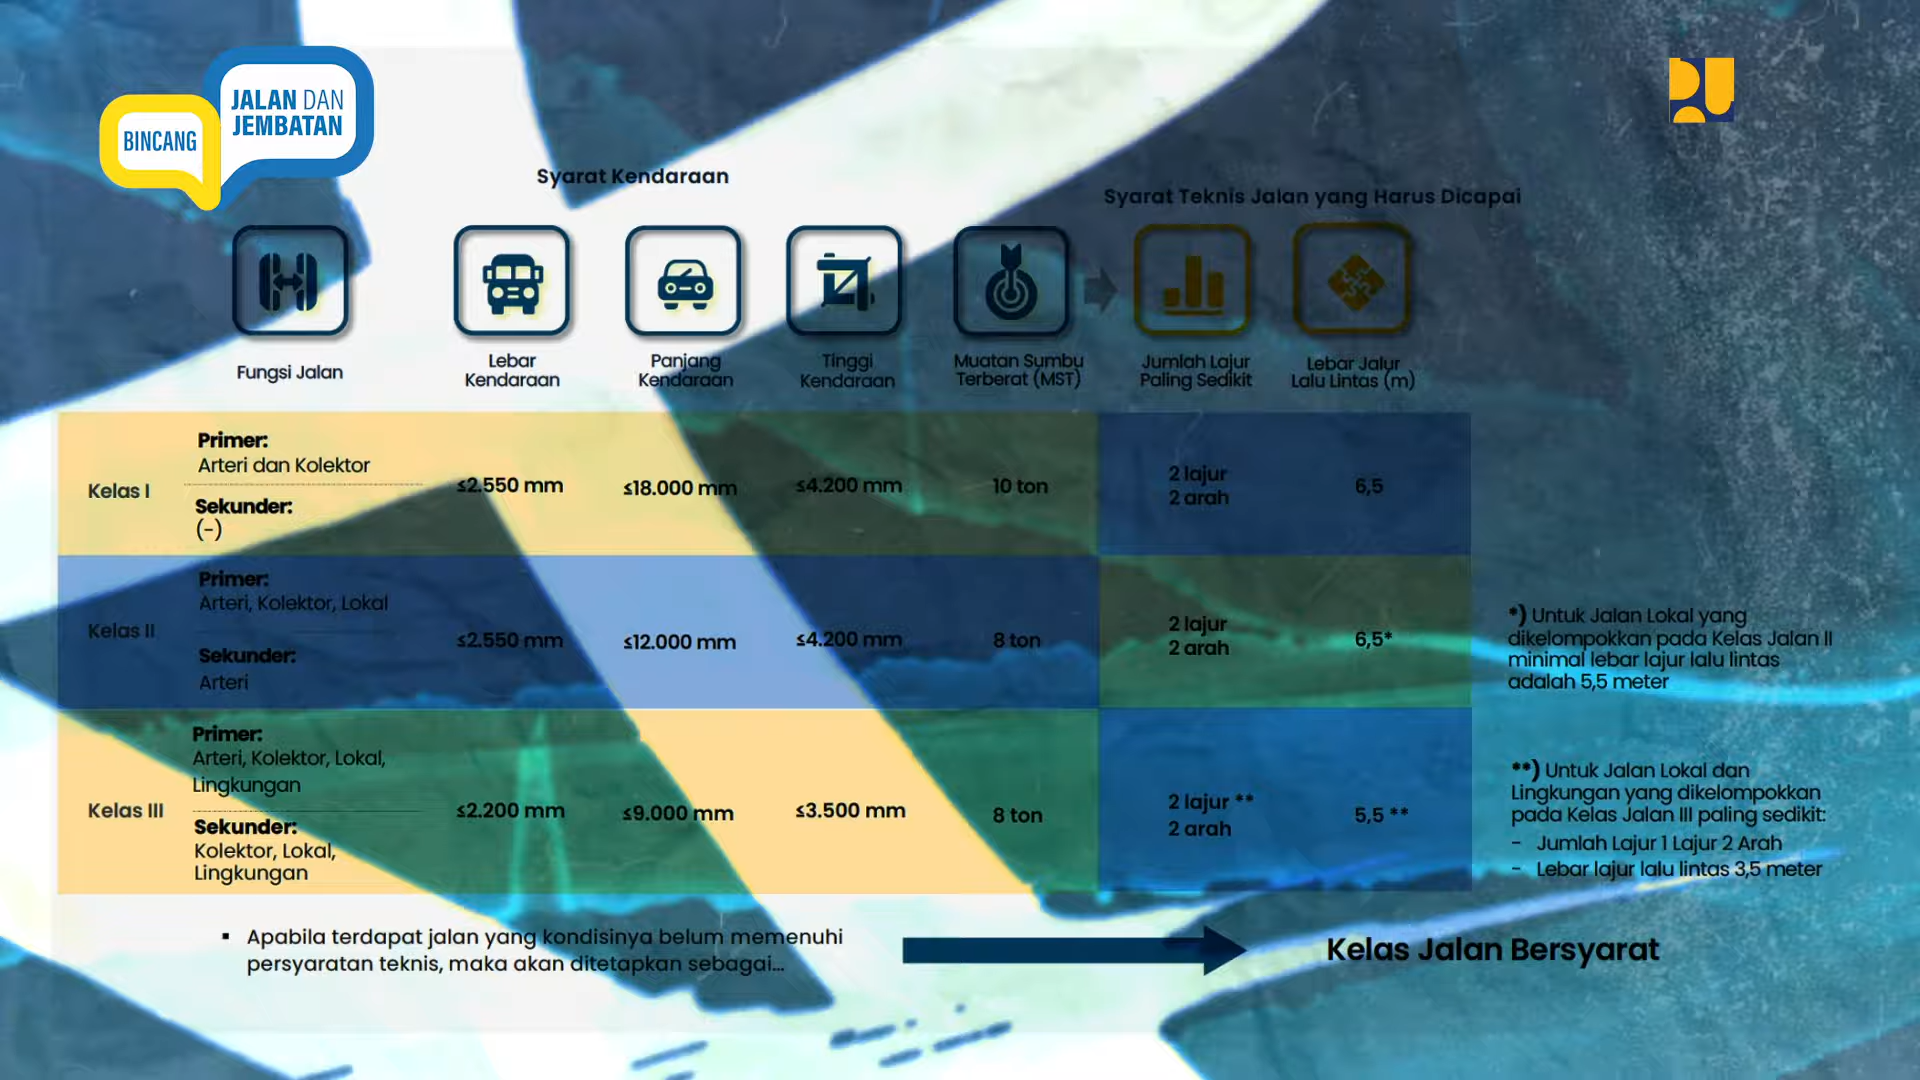 BINCANG
JALAN DAN
JEMBATAN
Syarat Kendaraan
Syarat Teknis Jalan yang Harus Dicapai
Fungsi Jalan
Lebar
Kendaraan
Panjang
Kendaraan
Tinggi
Kendaraan
Muatan Sumbu
Terberat (MST)
Jumlah Lajur
Paling Sedikit
Lebar Jalur
Lalu Lintas (m)
Kelas I
Primer:
Arteri dan Kolektor
Sekunder:
(-)
≤2.550 mm
≤18.000 mm
≤4.200 mm
10 ton
2 lajur
2 arah
6,5
Kelas II
Primer:
Arteri, Kolektor, Lokal
Sekunder:
Arteri
≤2.550 mm
≤12.000 mm
≤4.200 mm
8 ton
2 lajur
2 arah
6,5*
*) Untuk Jalan Lokal yang
dikelompokkan pada Kelas Jalan II
minimal lebar lajur lalu lintas
adalah 5,5 meter
Kelas III
Primer:
Arteri, Kolektor, Lokal,
Lingkungan
Sekunder:
Kolektor, Lokal,
Lingkungan
≤2.200 mm
≤9.000 mm
≤3.500 mm
8 ton
2 lajur **
2 arah
5,5 **
**) Untuk Jalan Lokal dan
Lingkungan yang dikelompokkan
pada Kelas Jalan III paling sedikit:
- Jumlah Lajur 1 Lajur 2 Arah
- Lebar lajur lalu lintas 3,5 meter
▪ Apabila terdapat jalan yang kondisinya belum memenuhi
persyaratan teknis, maka akan ditetapkan sebagai...
Kelas Jalan Bersyarat